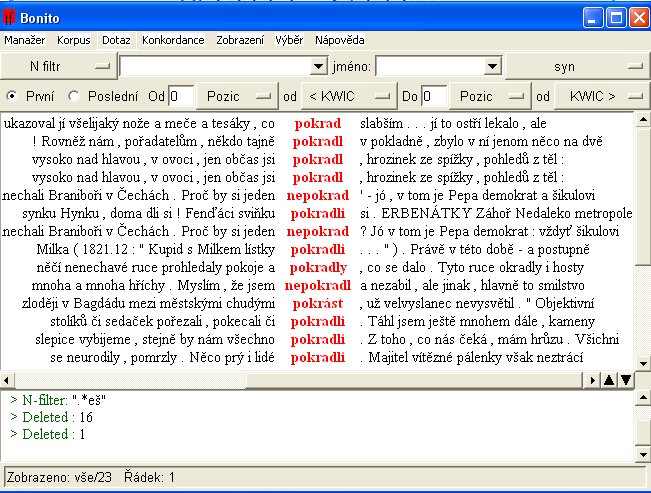 Bonito
Manažer Korpus Dotaz Konkordance Zobrazení Výběr Nápověda
N filtr jméno: syn
První Poslední Od 0 Pozic od < KWIC Do 0 Pozic od KWIC >
ukazoval jí všelijaký nože a meče a tesáky , co pokrad slabším . . . jí to ostří lekalo , ale
! Rovněž nám , pořadatelům , někdo tajně pokradl v pokladně , zbylo v ní jenom něco na dvě
vysoko nad hlavou , v ovoci , jen občas jsi pokradl , hrozinek ze spížky , pohledů z těl :
vysoko nad hlavou , v ovoci , jen občas jsi pokradl , hrozinek ze spížky , pohledů z těl :
nechali Braniboři v Čechách . Proč by si jeden nepokrad ' - jó , v tom je Pepa demokrat a šikulovi
synku Hynku , doma dli si ! Fenďáci sviňku pokradli si . ERBENÁTKY Záhoř Nedaleko metropole
nechali Braniboři v Čechách . Proč by si jeden nepokrad ? Jó v tom je Pepa demokrat : vždyť šikulovi
Milka ( 1821.12 : " Kupid s Milkem lístky pokradli . . . " ) . Právě v této době - a postupně
něčí nenechavé ruce prohledaly pokoje a pokradly , co se dalo . Tyto ruce okradly i hosty
mnoha a mnoha hříchy . Myslím , že jsem nepokradl a nezabil , ale jinak , hlavně to smilstvo
zloději v Bagdádu mezi městskými chudými pokrást , už velvyslanec nevysvětil . " Objektivní
stolíků či sedaček pořezali , pokecali či pokradli . Táhl jsem ještě mnohem dále , kameny
slepice vybijeme , stejně by nám všechno pokradli . Z toho , co nás čeká , mám hrůzu . Všichni
se neurodily , pomrzly . Něco prý i lidé pokradli . Majitel vítězné pálenky však neztrácí
> N-filter: ".*eš"
> Deleted : 16
> Deleted : 1
Zobrazeno: vše/23 Řádek: 1